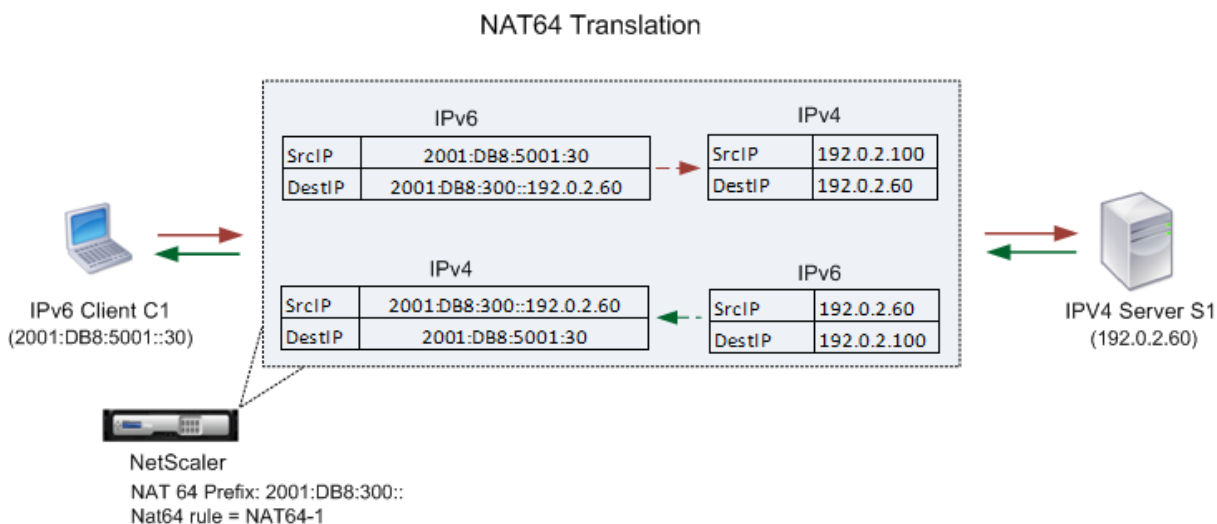 NAT64 Translation
IPv6
SrcIP 2001:DB8:5001:30
DestIP 2001:DB8:300::192.0.2.60
IPv4
SrcIP 192.0.2.100
DestIP 192.0.2.60
IPv4
SrcIP 2001:DB8:300::192.0.2.60
DestIP 2001:DB8:5001:30
IPv6
SrcIP 192.0.2.60
DestIP 192.0.2.100
IPv6 Client C1
(2001:DB8:5001::30)
IPV4 Server S1
(192.0.2.60)
NetScaler
NAT 64 Prefix: 2001:DB8:300::
Nat64 rule = NAT64-1